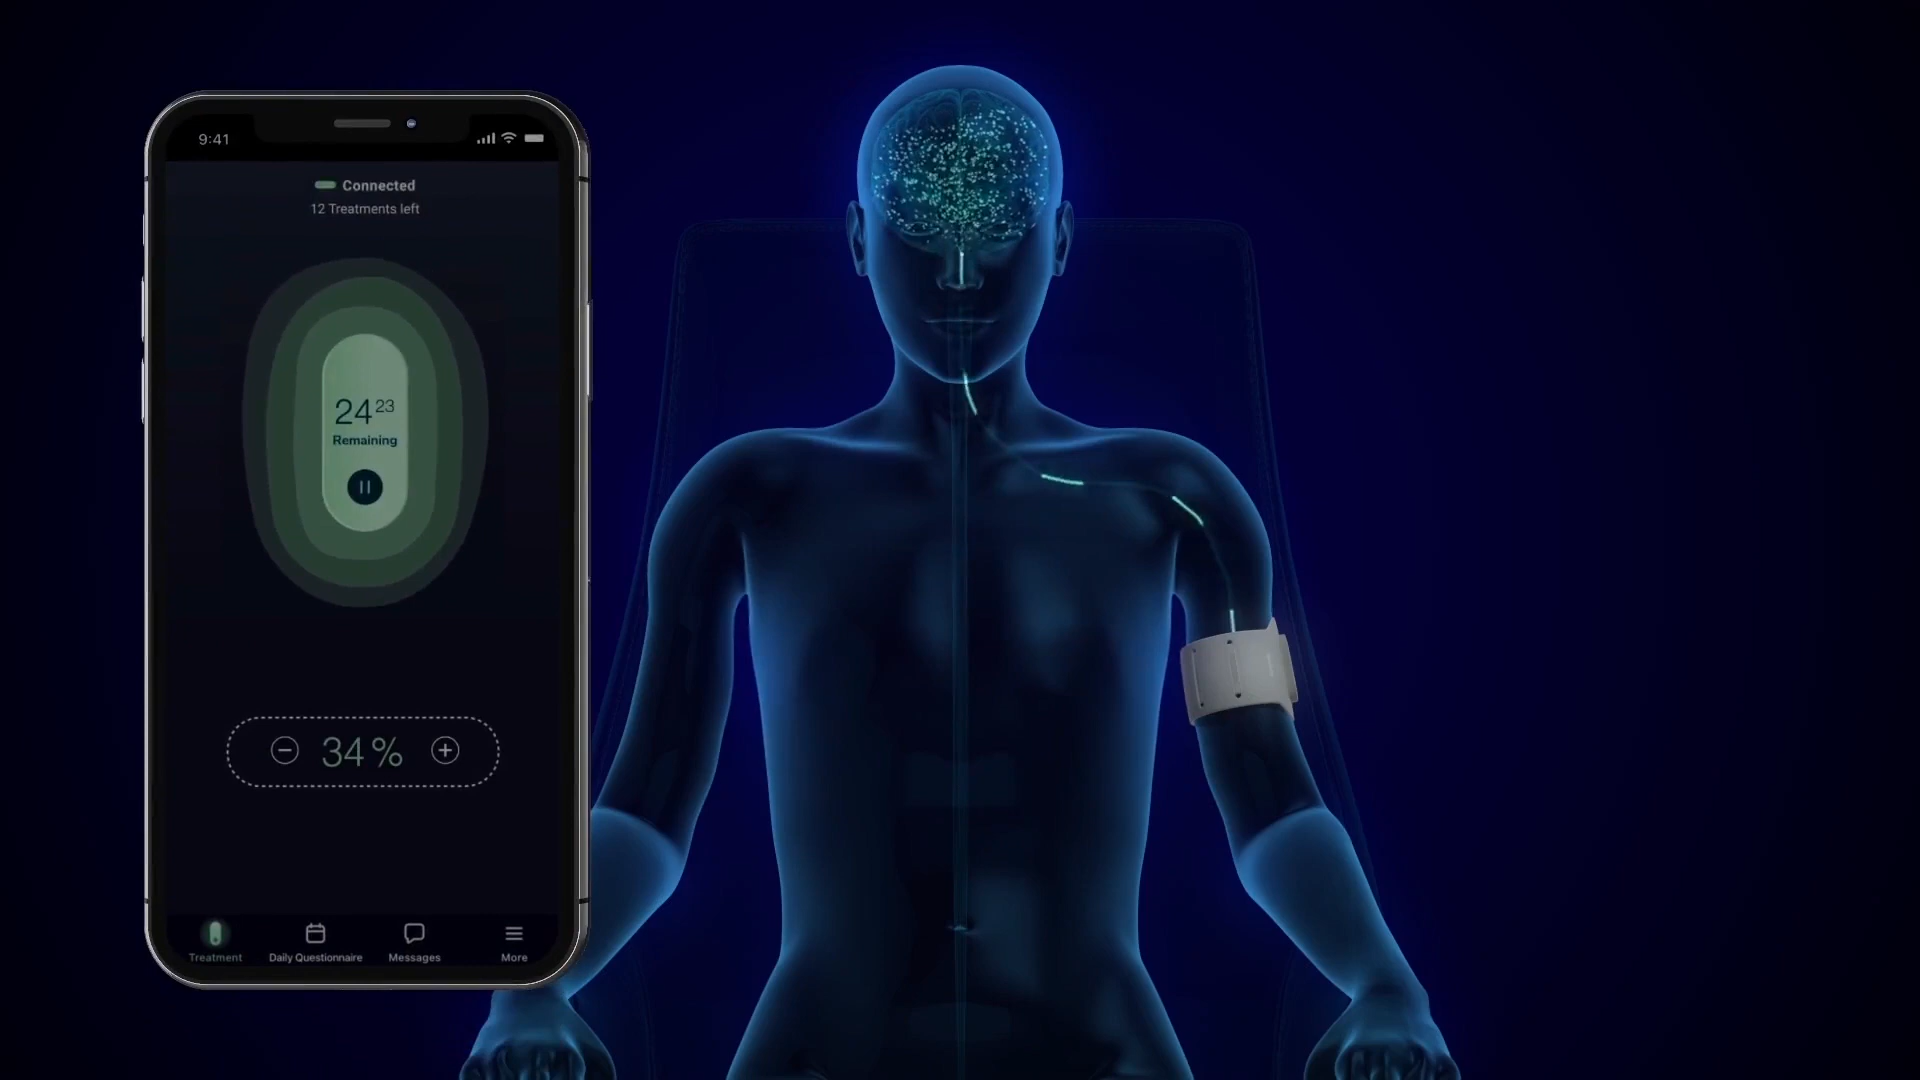 9:41
Connected
12 Treatments left
24 23
Remaining
34%
Treatment
Daily Questionnaire
Messages
More